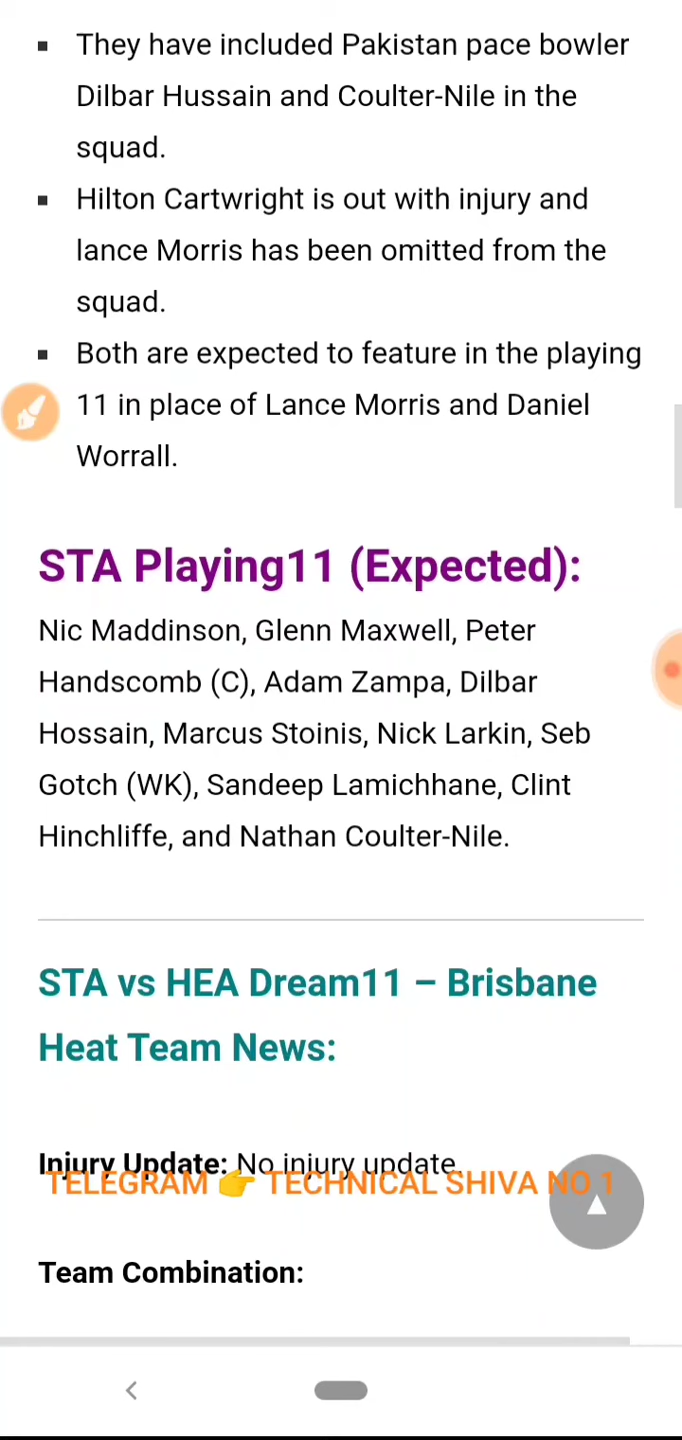 They have included Pakistan pace bowler
Dilbar Hussain and Coulter-Nile in the
squad.
Hilton Cartwright is out with injury and
lance Morris has been omitted from the
squad.
Both are expected to feature in the playing
11 in place of Lance Morris and Daniel
Worrall.
STA Playing11 (Expected):
Nic Maddinson, Glenn Maxwell, Peter
Handscomb (C), Adam Zampa, Dilbar
Hossain, Marcus Stoinis, Nick Larkin, Seb
Gotch (WK), Sandeep Lamichhane, Clint
Hinchliffe, and Nathan Coulter-Nile.
STA vs HEA Dream11 – Brisbane
Heat Team News:
Injury Update: No injury update.
TELEGRAM 👉 TECHNICAL SHIVA NO 1
Team Combination: